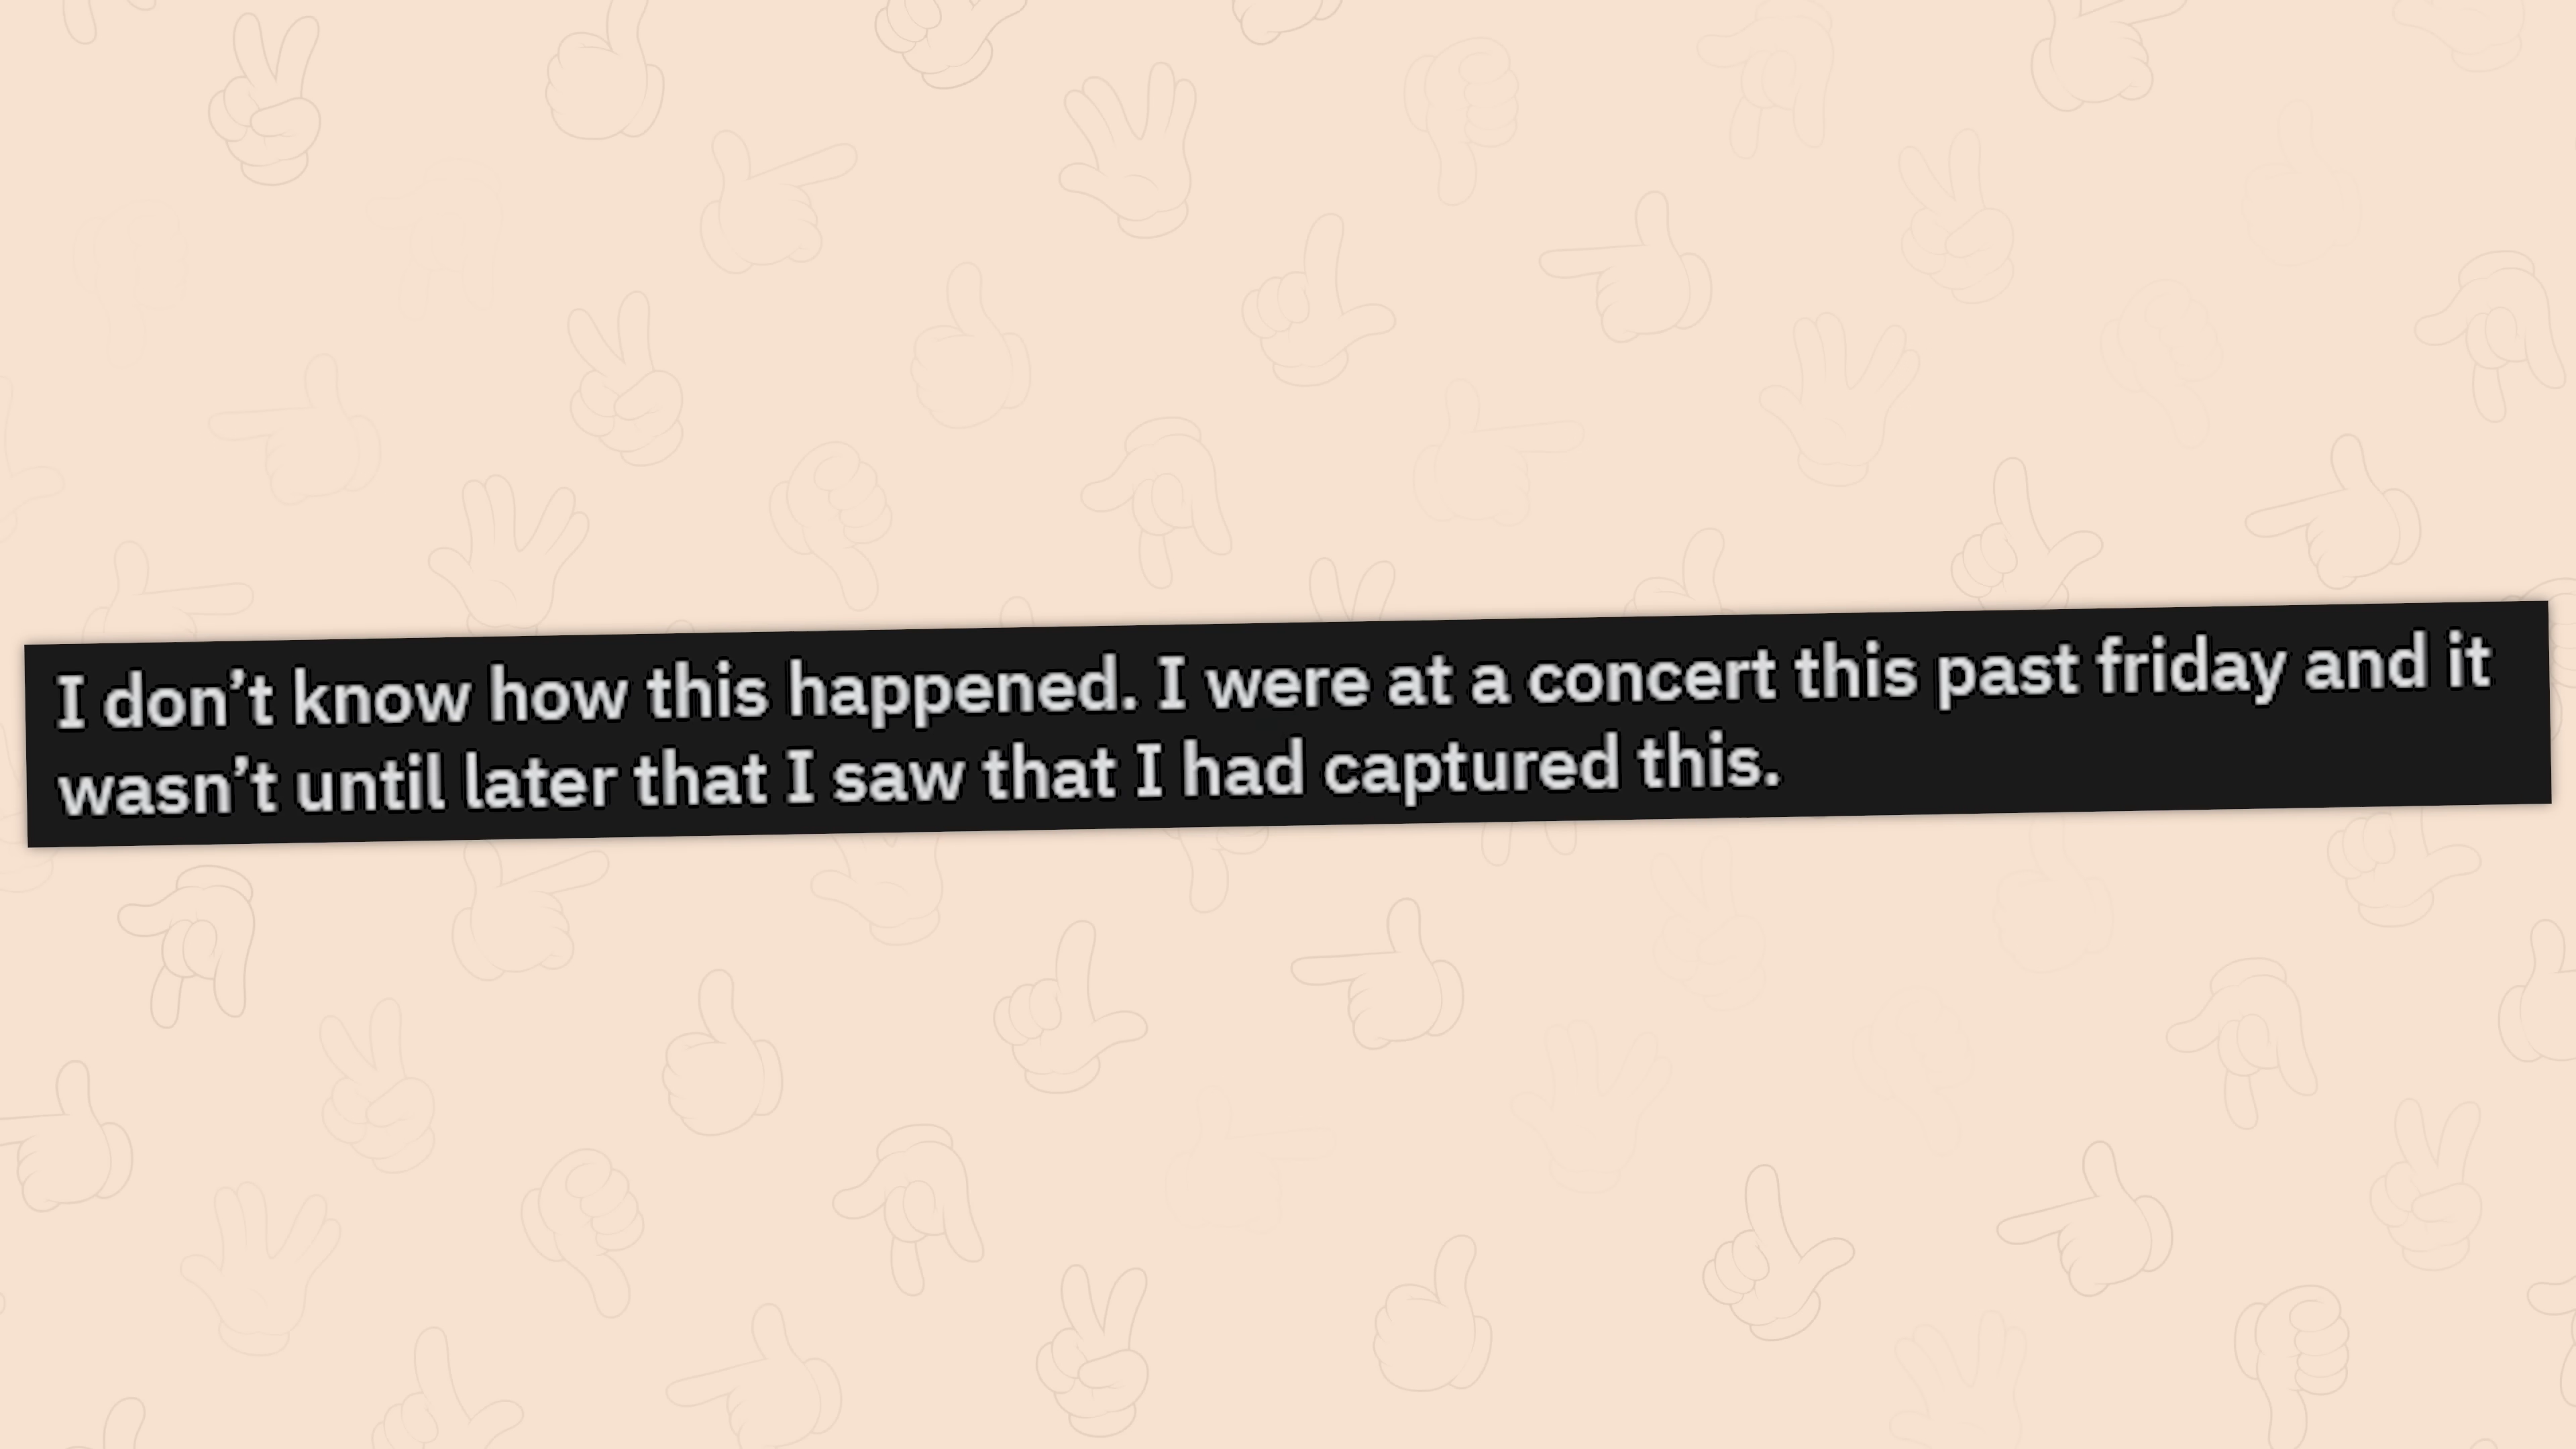 I don’t know how this happened. I were at a concert this past friday and it
wasn’t until later that I saw that I had captured this.